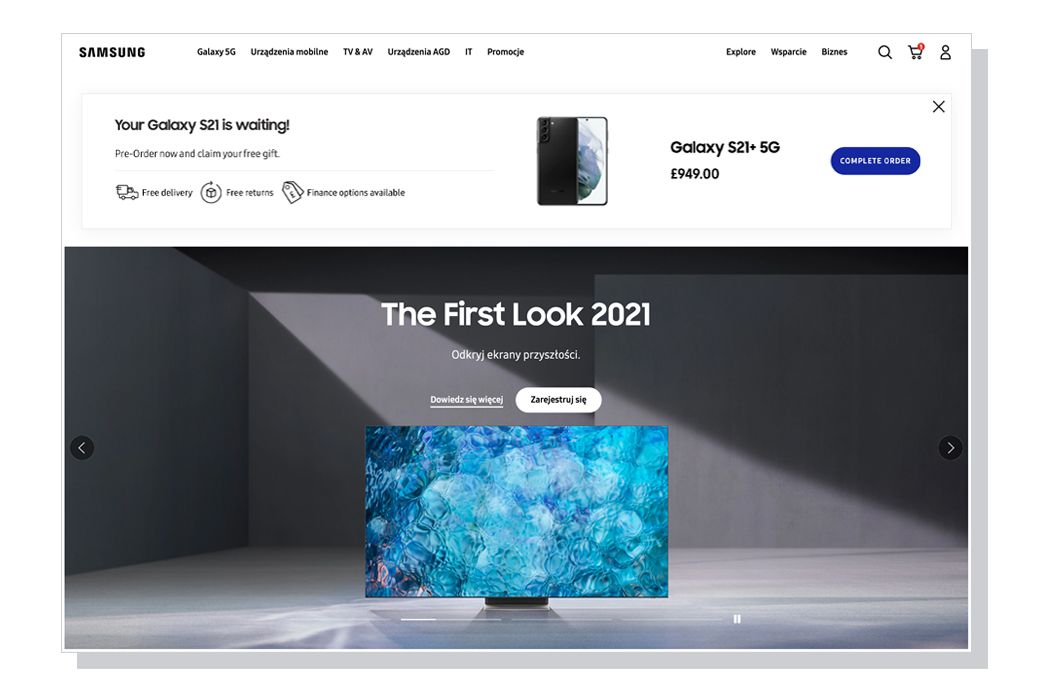 SAMSUNG
Galaxy 5G Urządzenia mobilne TV & AV Urządzenia AGD IT Promocje Explore Wsparcie Biznes 1
Your Galaxy S21 is waiting!
Pre-Order now and claim your free gift.
Free delivery Free returns £ Finance options available
Galaxy S21+ 5G
£949.00
COMPLETE ORDER
The First Look 2021
Odkryj ekrany przyszłości.
Dowiedz się więcej Zarejestruj się